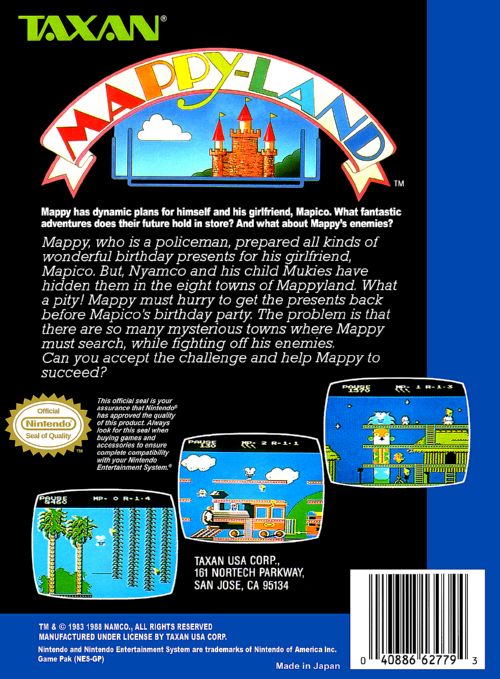 TAXAN®
MAPPY-LAND
TM
Mappy has dynamic plans for himself and his girlfriend, Mapico. What fantastic
adventures does their future hold in store? And what about Mappy's enemies?
Mappy, who is a policeman, prepared all kinds of
wonderful birthday presents for his girlfriend,
Mapico. But, Nyamco and his child Mukies have
hidden them in the eight towns of Mappyland. What
a pity! Mappy must hurry to get the presents back
before Mapico's birthday party. The problem is that
there are so many mysterious towns where Mappy
must search, while fighting off his enemies.
Can you accept the challenge and help Mappy to
succeed?
Official
Nintendo
Seal of Quality
TM
This official seal is your
assurance that Nintendo®
has approved the quality
of this product. Always
look for this seal when
buying games and
accessories to ensure
complete compatibility
with your Nintendo
Entertainment System.®
PAUSE
1 R-1-3
PAUSE
2 R-1-1
PAUSE
MP- 0 R-1-4
TAXAN USA CORP.,
161 NORTECH PARKWAY,
SAN JOSE, CA 95134
TM & © 1983 1988 NAMCO., ALL RIGHTS RESERVED
MANUFACTURED UNDER LICENSE BY TAXAN USA CORP.
Nintendo and Nintendo Entertainment System are trademarks of Nintendo of America Inc.
Game Pak (NES-GP)
Made in Japan
0 40886 62779 3